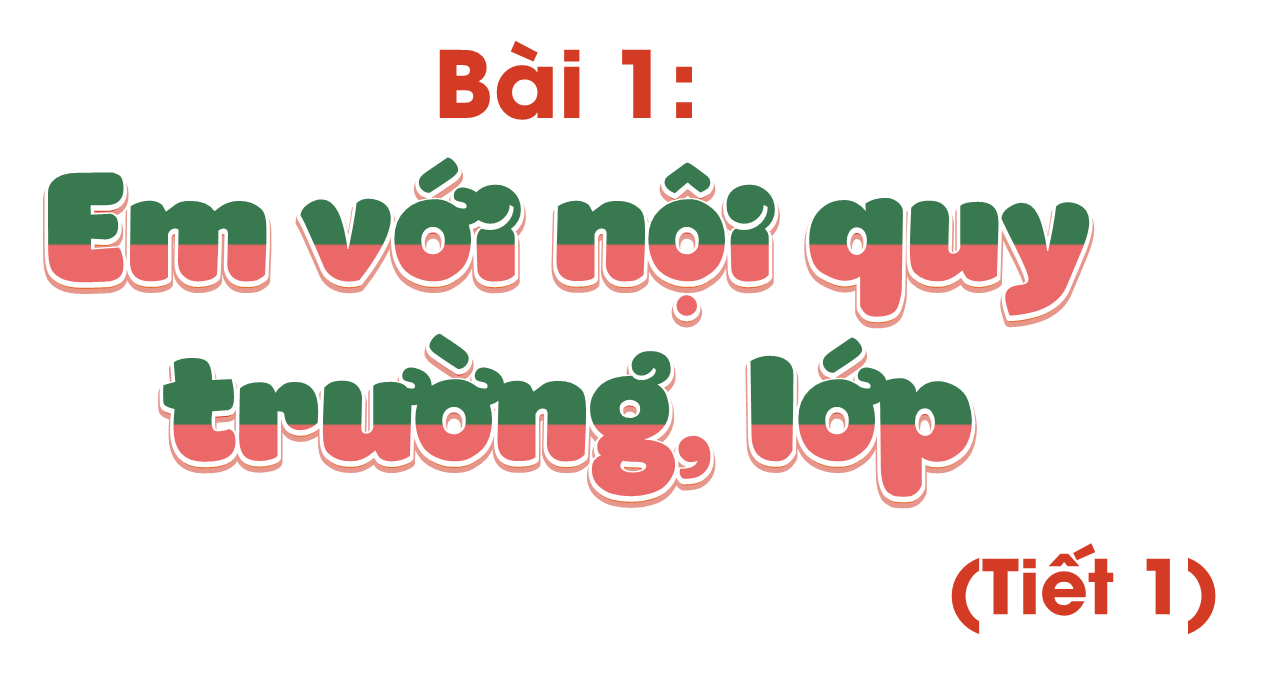 Bài 1:
Em với nội quy
trường, lớp
(Tiết 1)